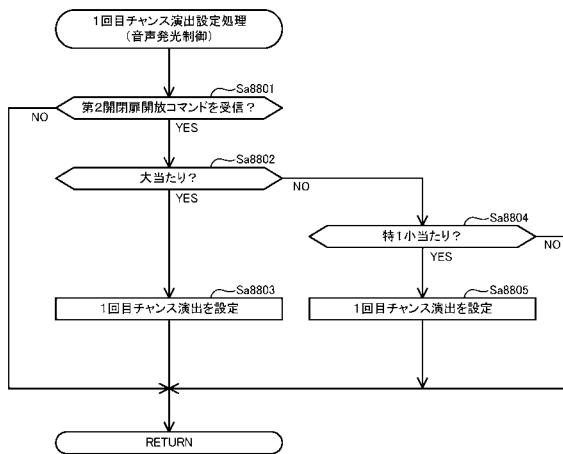 1回目チャンス演出設定処理
(音声発光制御)
Sa8801
第2開閉扉開放コマンドを受信?
NO
YES
Sa8802
大当たり?
NO
YES
Sa8804
特1小当たり?
NO
YES
Sa8803
1回目チャンス演出を設定
Sa8805
1回目チャンス演出を設定
RETURN